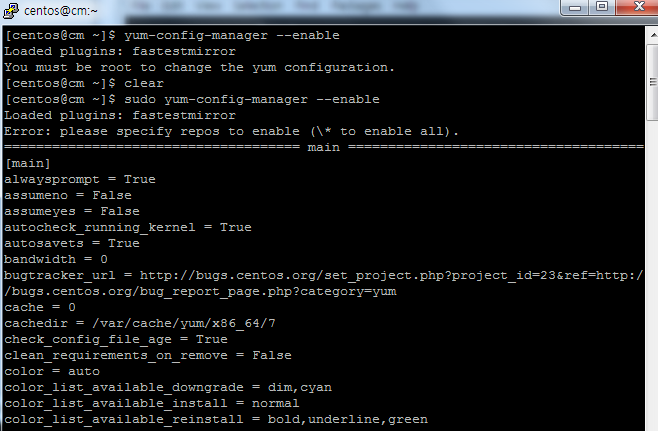 centos@cm:~
[centos@cm ~]$ yum-config-manager --enable
Loaded plugins: fastestmirror
You must be root to change the yum configuration.
[centos@cm ~]$ clear
[centos@cm ~]$ sudo yum-config-manager --enable
Loaded plugins: fastestmirror
Error: please specify repos to enable (\* to enable all).
==================================== main ====================================
[main]
alwaysprompt = True
assumeno = False
assumeyes = False
autocheck_running_kernel = True
autosavets = True
bandwidth = 0
bugtracker_url = http://bugs.centos.org/set_project.php?project_id=23&ref=http:/
/bugs.centos.org/bug_report_page.php?category=yum
cache = 0
cachedir = /var/cache/yum/x86_64/7
check_config_file_age = True
clean_requirements_on_remove = False
color = auto
color_list_available_downgrade = dim,cyan
color_list_available_install = normal
color_list_available_reinstall = bold,underline,green